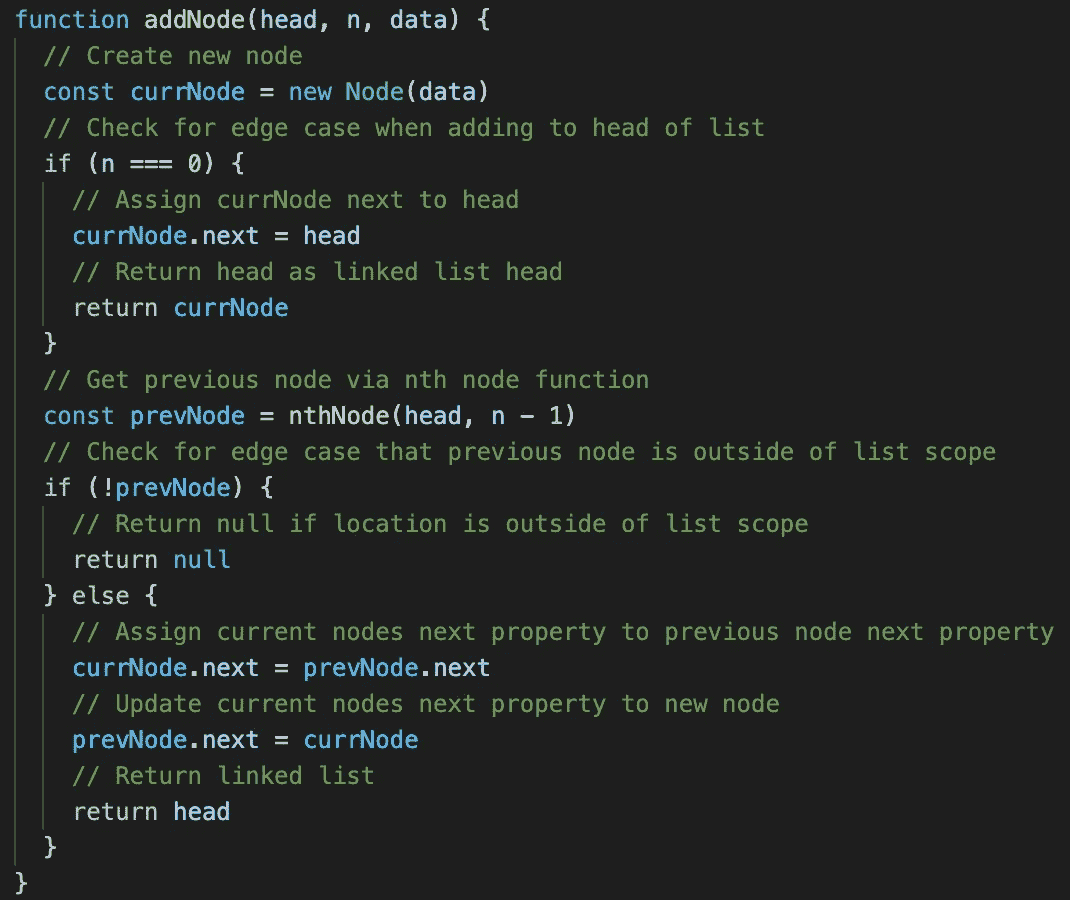 function addNode(head, n, data) {
  // Create new node
  const currNode = new Node(data)
  // Check for edge case when adding to head of list
  if (n === 0) {
    // Assign currNode next to head
    currNode.next = head
    // Return head as linked list head
    return currNode
  }
  // Get previous node via nth node function
  const prevNode = nthNode(head, n - 1)
  // Check for edge case that previous node is outside of list scope
  if (!prevNode) {
    // Return null if location is outside of list scope
    return null
  } else {
    // Assign current nodes next property to previous node next property
    currNode.next = prevNode.next
    // Update current nodes next property to new node
    prevNode.next = currNode
    // Return linked list
    return head
  }
}